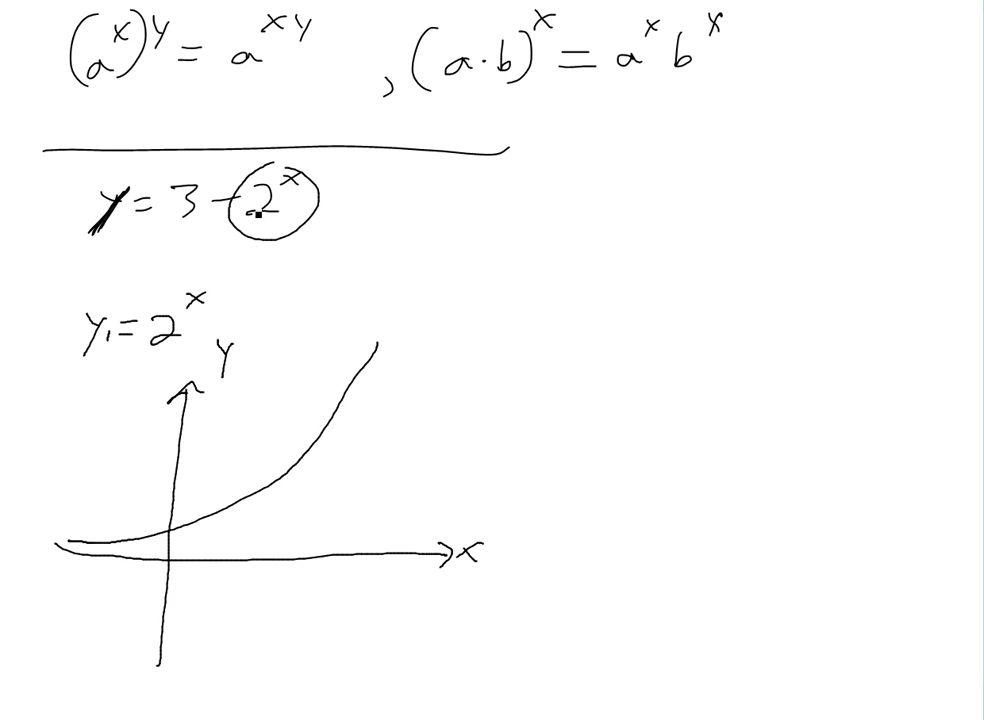 (a^x)^y = a^{xy} , (a·b)^x = a^x b^x
y = 3 - 2^x
y₁ = 2^x
y
x